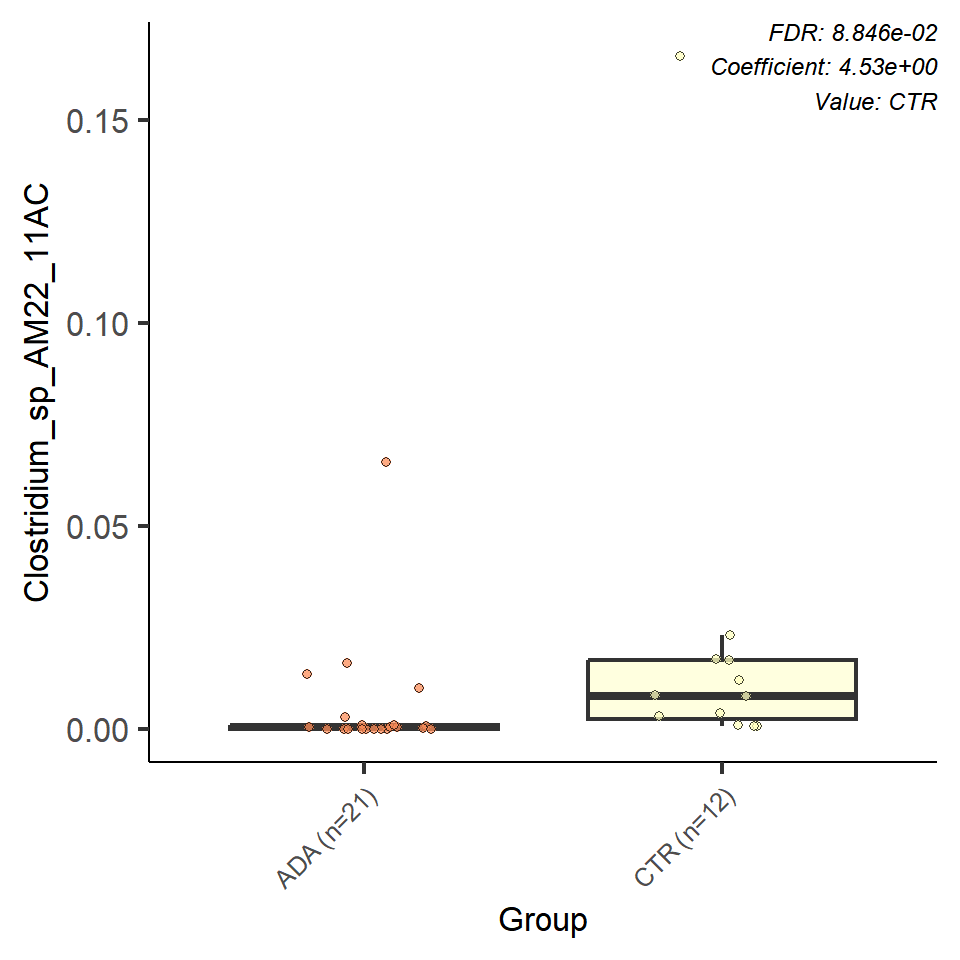 FDR: 8.846e-02
Coefficient: 4.53e+00
Value: CTR
Clostridium_sp_AM22_11AC
0.15
0.10
0.05
0.00
ADA (n=21)
CTR (n=12)
Group